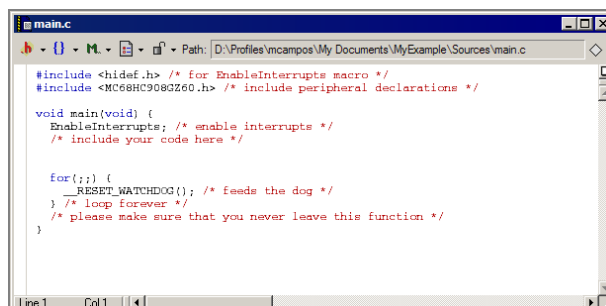 main.c
.h {} M. Path: D:\Profiles\mcampos\My Documents\MyExample\Sources\main.c
#include <hidef.h> /* for EnableInterrupts macro */
#include <MC68HC908GZ60.h> /* include peripheral declarations */
void main(void) {
EnableInterrupts; /* enable interrupts */
/* include your code here */
for(;;) {
__RESET_WATCHDOG(); /* feeds the dog */
} /* loop forever */
/* please make sure that you never leave this function */
}
Line 1 Col 1